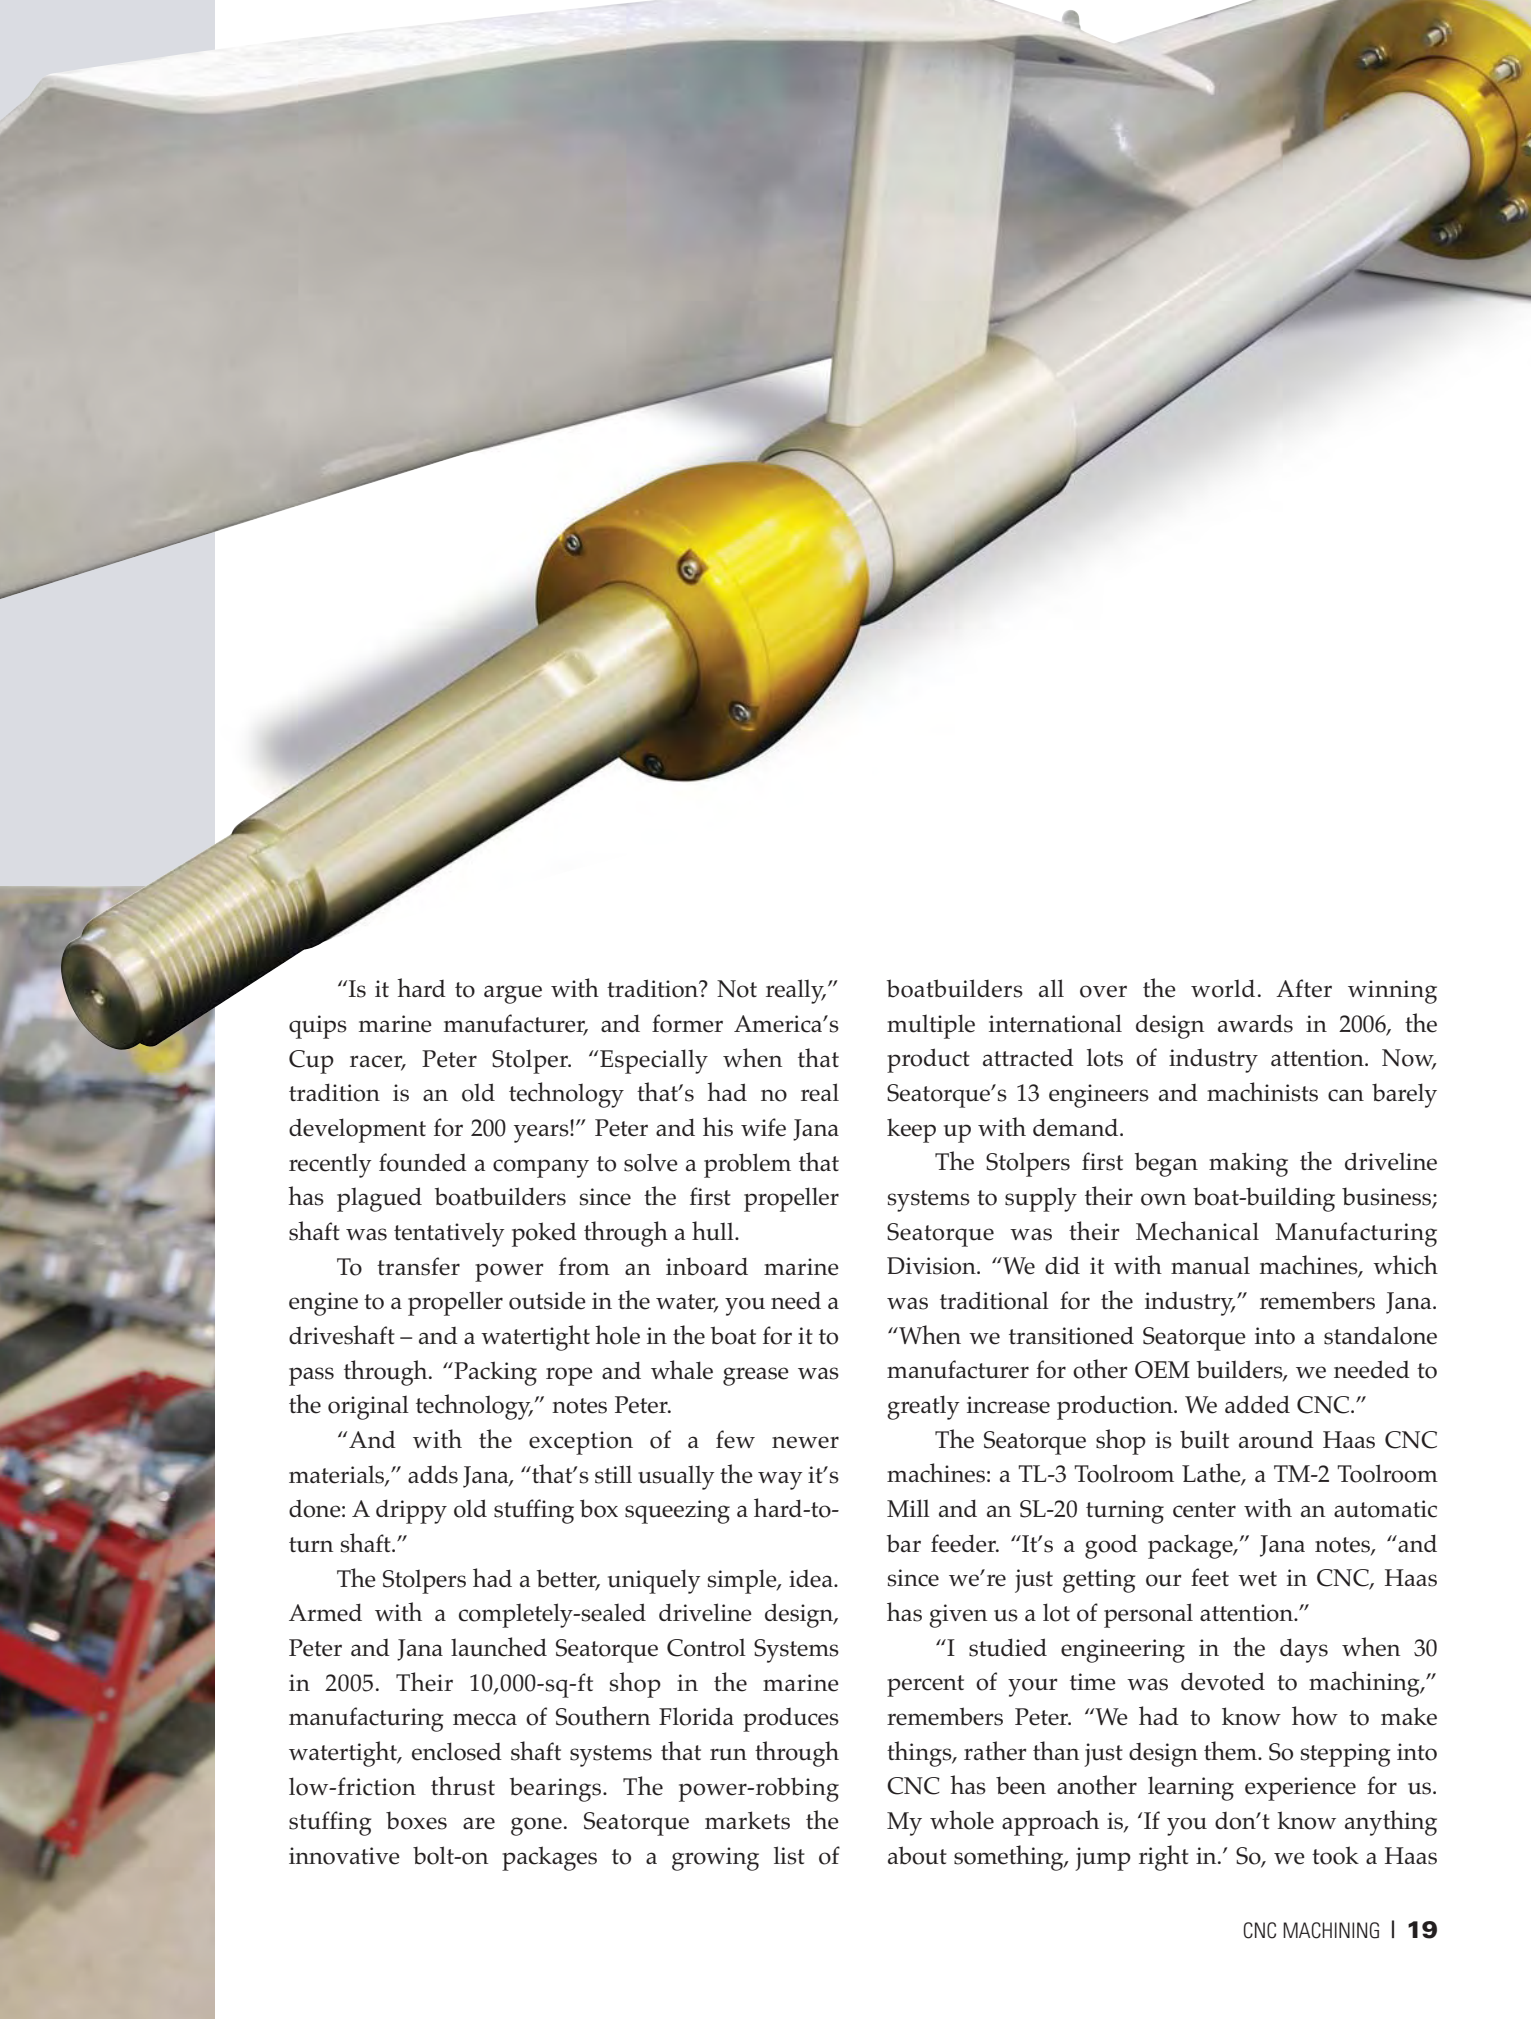 “Is it hard to argue with tradition? Not really,”
quips marine manufacturer, and former America’s
Cup racer, Peter Stolper. “Especially when that
tradition is an old technology that’s had no real
development for 200 years!” Peter and his wife Jana
recently founded a company to solve a problem that
has plagued boatbuilders since the first propeller
shaft was tentatively poked through a hull.
To transfer power from an inboard marine
engine to a propeller outside in the water, you need a
driveshaft – and a watertight hole in the boat for it to
pass through. “Packing rope and whale grease was
the original technology,” notes Peter.
“And with the exception of a few newer
materials,” adds Jana, “that’s still usually the way it’s
done: A drippy old stuffing box squeezing a hard-to-
turn shaft.”
The Stolpers had a better, uniquely simple, idea.
Armed with a completely-sealed driveline design,
Peter and Jana launched Seatorque Control Systems
in 2005. Their 10,000-sq-ft shop in the marine
manufacturing mecca of Southern Florida produces
watertight, enclosed shaft systems that run through
low-friction thrust bearings. The power-robbing
stuffing boxes are gone. Seatorque markets the
innovative bolt-on packages to a growing list of
boatbuilders all over the world. After winning
multiple international design awards in 2006, the
product attracted lots of industry attention. Now,
Seatorque’s 13 engineers and machinists can barely
keep up with demand.
The Stolpers first began making the driveline
systems to supply their own boat-building business;
Seatorque was their Mechanical Manufacturing
Division. “We did it with manual machines, which
was traditional for the industry,” remembers Jana.
“When we transitioned Seatorque into a standalone
manufacturer for other OEM builders, we needed to
greatly increase production. We added CNC.”
The Seatorque shop is built around Haas CNC
machines: a TL-3 Toolroom Lathe, a TM-2 Toolroom
Mill and an SL-20 turning center with an automatic
bar feeder. “It’s a good package,” Jana notes, “and
since we’re just getting our feet wet in CNC, Haas
has given us a lot of personal attention.”
“I studied engineering in the days when 30
percent of your time was devoted to machining,”
remembers Peter. “We had to know how to make
things, rather than just design them. So stepping into
CNC has been another learning experience for us.
My whole approach is, ‘If you don’t know anything
about something, jump right in.’ So, we took a Haas
CNC MACHINING | 19